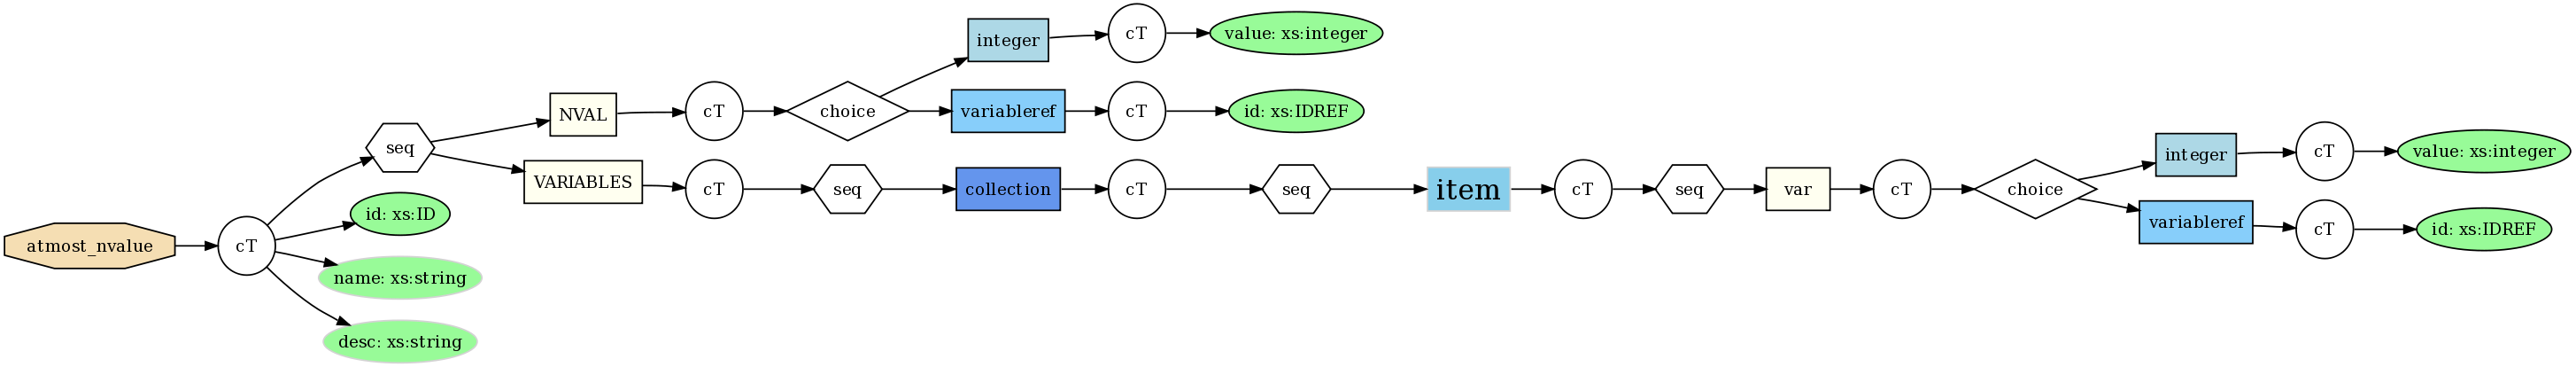 atmost_nvalue
cT
seq
id: xs:ID
name: xs:string
desc: xs:string
NVAL
cT
choice
integer
cT
value: xs:integer
variableref
cT
id: xs:IDREF
VARIABLES
cT
seq
collection
cT
seq
item
cT
seq
var
cT
choice
integer
cT
value: xs:integer
variableref
cT
id: xs:IDREF